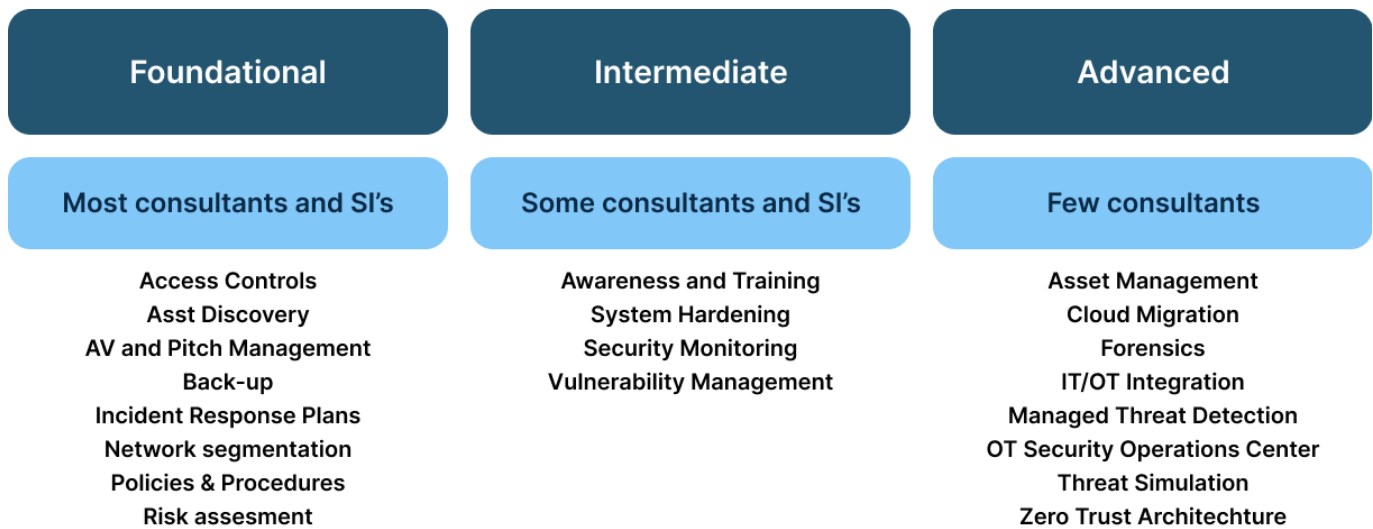 Foundational
Most consultants and SI’s
Access Controls
Asst Discovery
AV and Pitch Management
Back-up
Incident Response Plans
Network segmentation
Policies & Procedures
Risk assesment
Intermediate
Some consultants and SI’s
Awareness and Training
System Hardening
Security Monitoring
Vulnerability Management
Advanced
Few consultants
Asset Management
Cloud Migration
Forensics
IT/OT Integration
Managed Threat Detection
OT Security Operations Center
Threat Simulation
Zero Trust Architechture